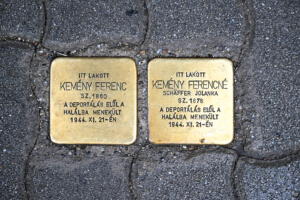 ITT LAKOTT
KEMÉNY FERENC
SZ. 1860
A DEPORTÁLÁS ELŐL A
HALÁLBA MENEKÜLT
1944. XI. 21-ÉN
ITT LAKOTT
KEMÉNY FERENCNÉ
SCHÄFFER JOLANKA
SZ. 1878
A DEPORTÁLÁS ELŐL A
HALÁLBA MENEKÜLT
1944. XI. 21-ÉN